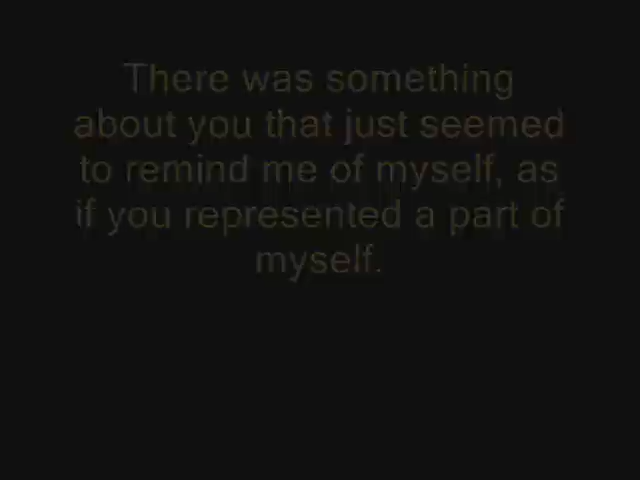 There was something
about you that just seemed
to remind me of myself, as
if you represented a part of
myself.